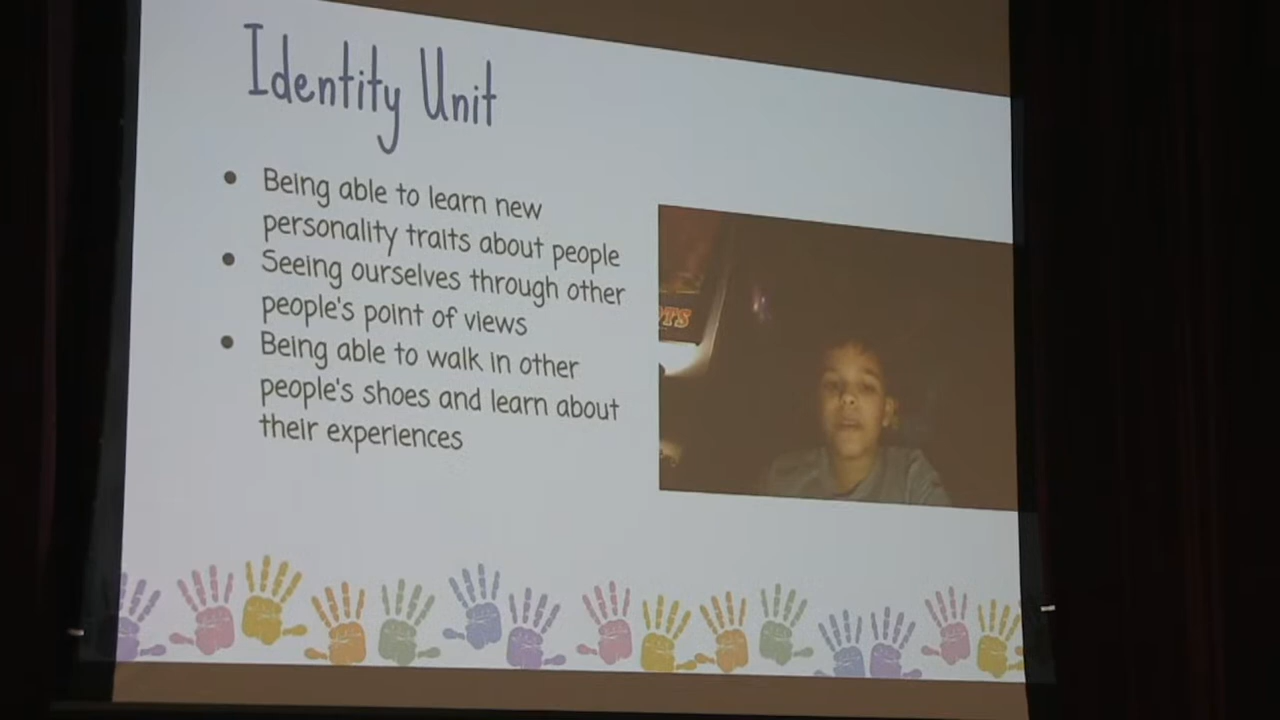 Identity Unit
• Being able to learn new
personality traits about people
• Seeing ourselves through other
people's point of views
• Being able to walk in other
people's shoes and learn about
their experiences